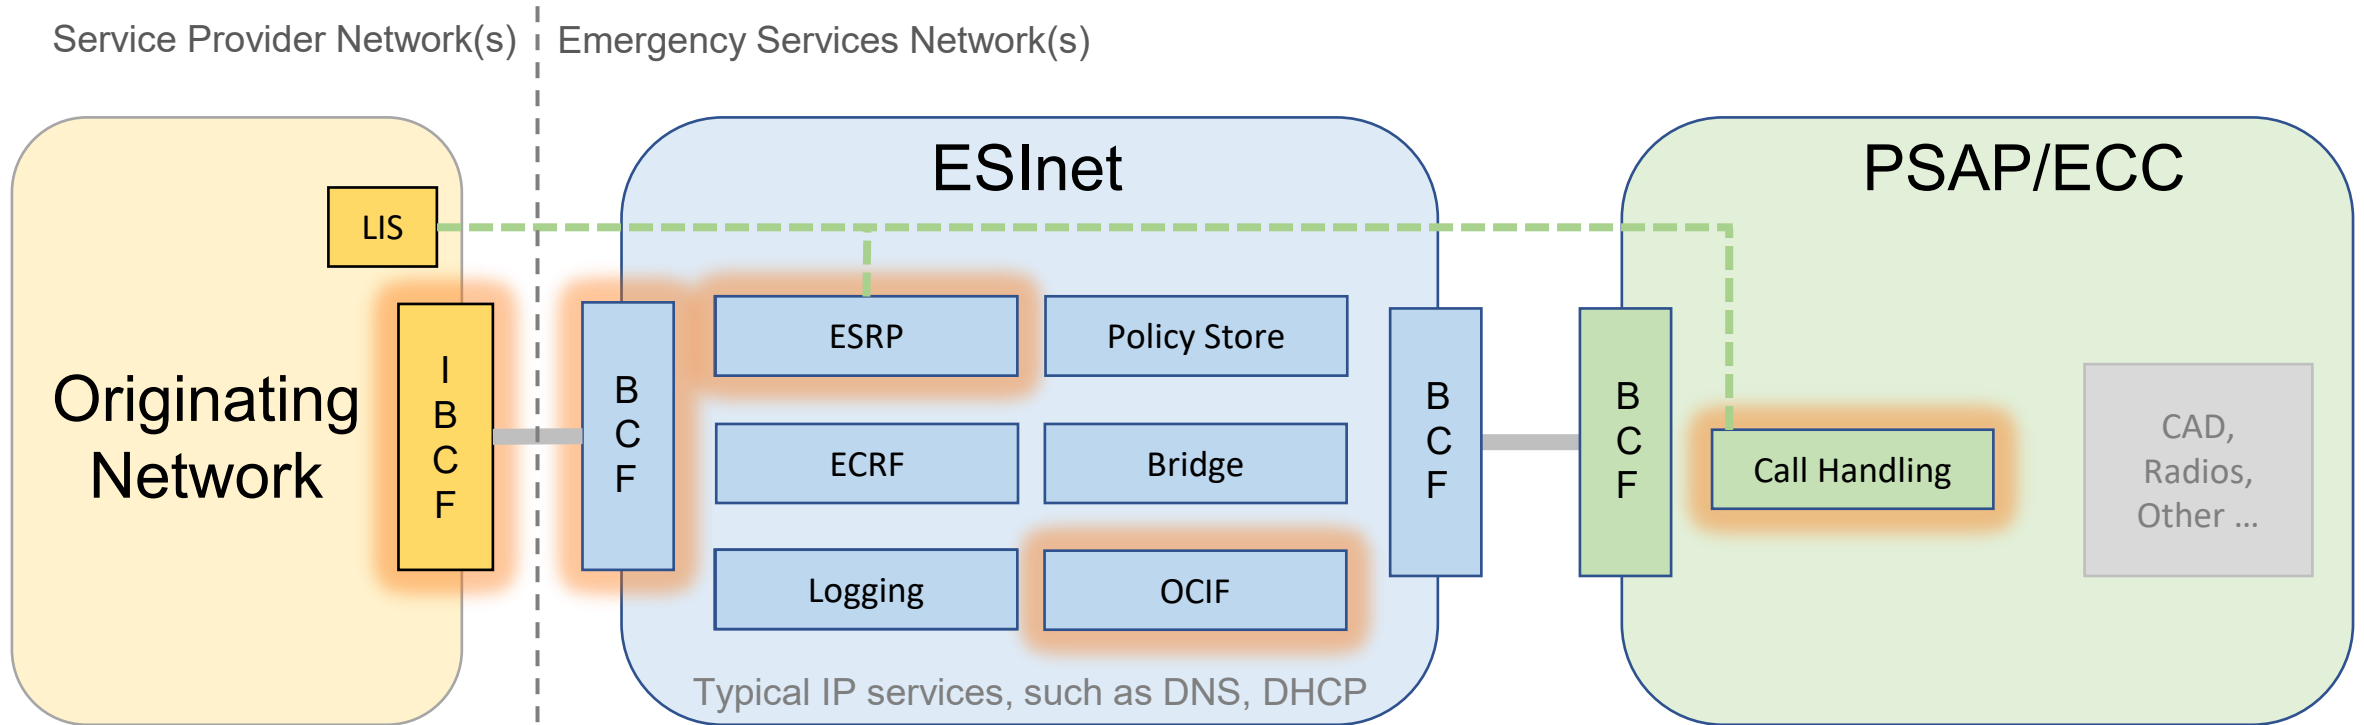 Service Provider Network(s)
Emergency Services Network(s)
ESInet
PSAP/ECC
LIS
Originating
Network
I
B
C
F
B
C
F
ESRP
Policy Store
ECRF
Bridge
Logging
OCIF
Typical IP services, such as DNS, DHCP
B
C
F
B
C
F
Call Handling
CAD,
Radios,
Other ...